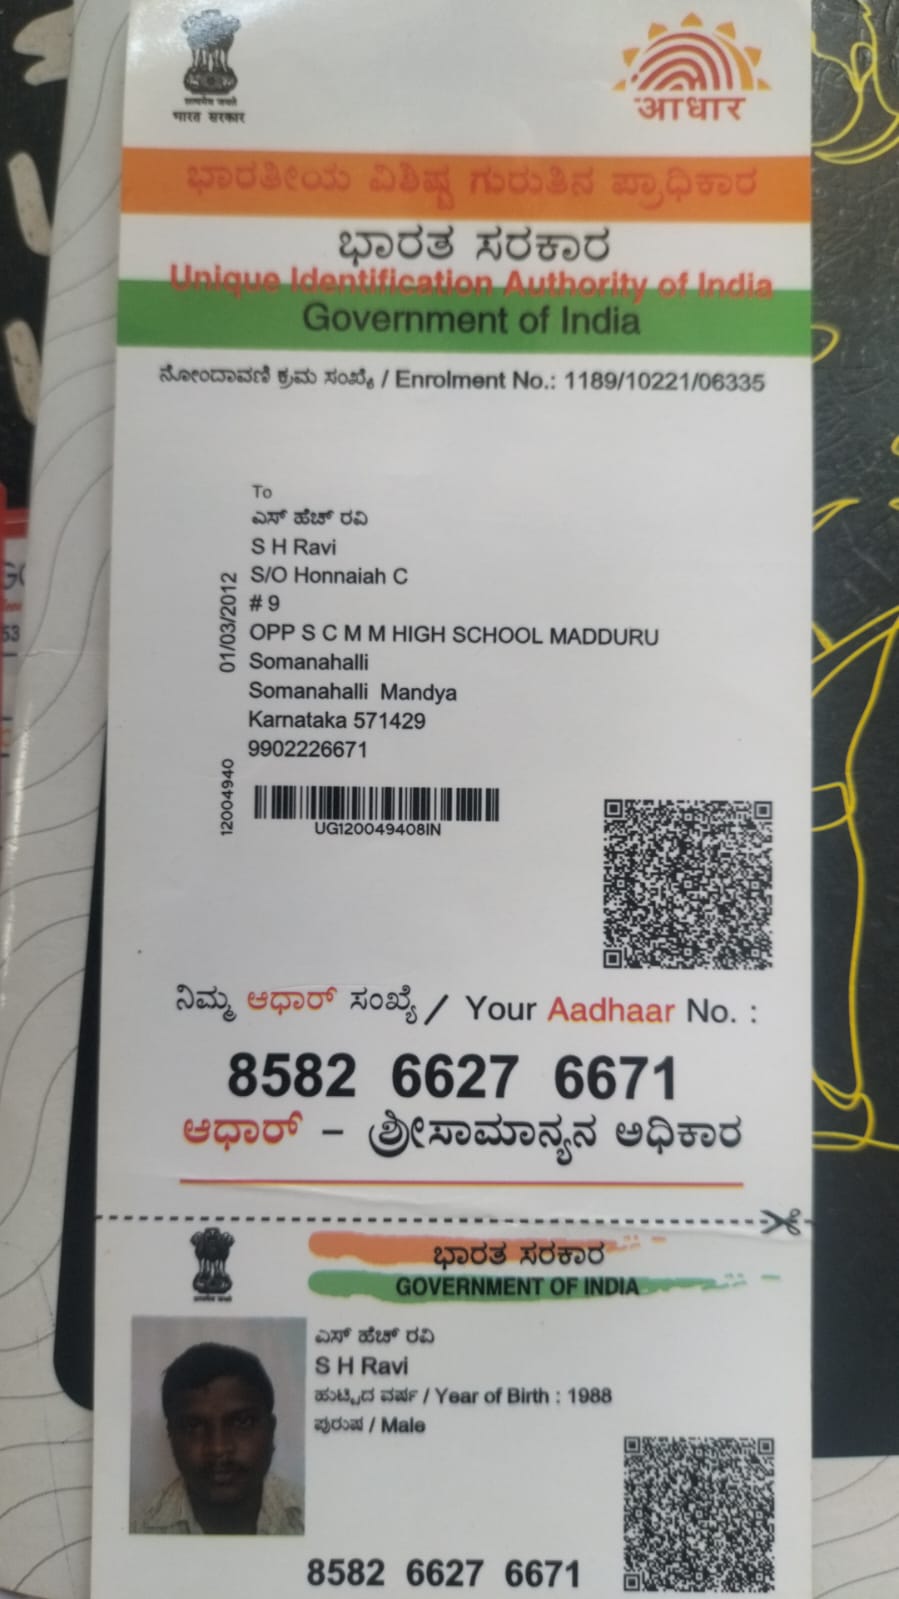 सत्यमेव जयते
भारत सरकार
आधार
ಭಾರತೀಯ ವಿಶಿಷ್ಟ ಗುರುತಿನ ಪ್ರಾಧಿಕಾರ
ಭಾರತ ಸರಕಾರ
Unique Identification Authority of India
Government of India
ನೋಂದಾವಣಿ ಕ್ರಮ ಸಂಖ್ಯೆ / Enrolment No.: 1189/10221/06335
To
ಎಸ್ ಹೆಚ್ ರವಿ
S H Ravi
S/O Honnaiah C
# 9
OPP S C M M HIGH SCHOOL MADDURU
Somanahalli
Somanahalli Mandya
Karnataka 571429
9902226671
01/03/2012
12004940
UG120049408IN
ನಿಮ್ಮ ಆಧಾರ್ ಸಂಖ್ಯೆ / Your Aadhaar No. :
8582 6627 6671
ಆಧಾರ್ – ಶ್ರೀಸಾಮಾನ್ಯನ ಅಧಿಕಾರ
ಭಾರತ ಸರಕಾರ
GOVERNMENT OF INDIA
ಎಸ್ ಹೆಚ್ ರವಿ
S H Ravi
ಹುಟ್ಟಿದ ವರ್ಷ / Year of Birth : 1988
ಪುರುಷ / Male
8582 6627 6671